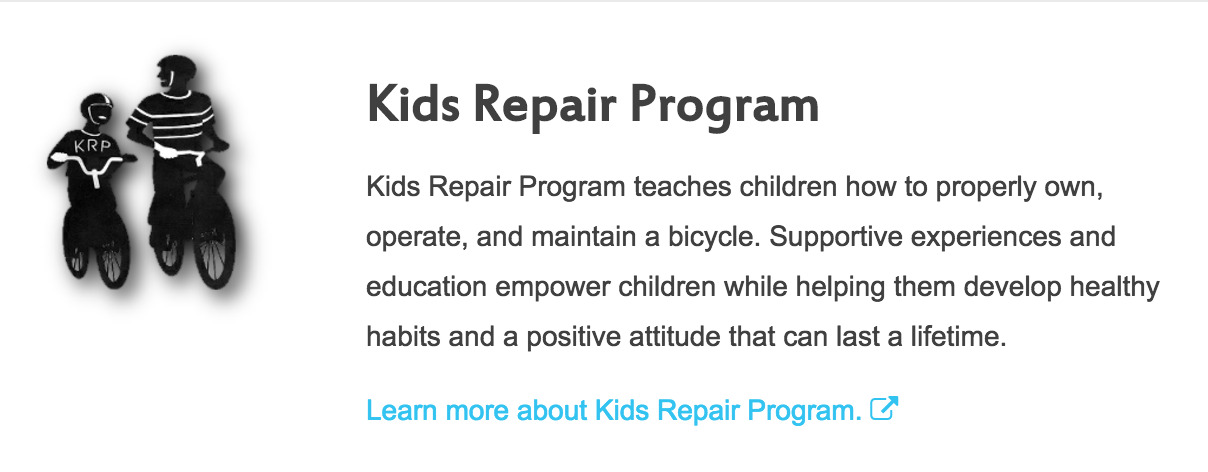 KRP
Kids Repair Program
Kids Repair Program teaches children how to properly own,
operate, and maintain a bicycle. Supportive experiences and
education empower children while helping them develop healthy
habits and a positive attitude that can last a lifetime.
Learn more about Kids Repair Program.